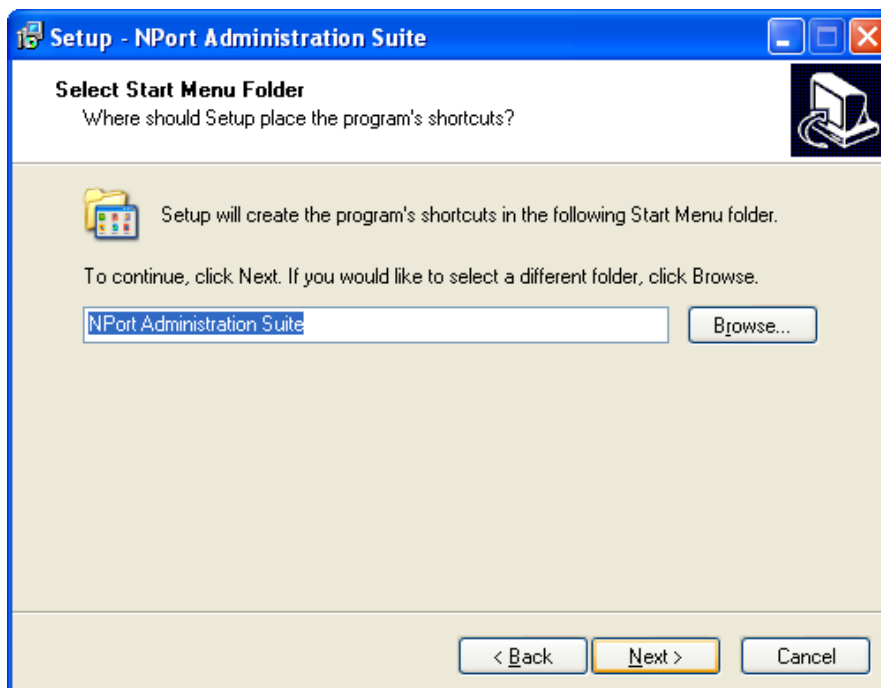 Setup - NPort Administration Suite
Select Start Menu Folder
Where should Setup place the program's shortcuts?
Setup will create the program's shortcuts in the following Start Menu folder.
To continue, click Next. If you would like to select a different folder, click Browse.
NPort Administration Suite
Browse...
< Back
Next >
Cancel